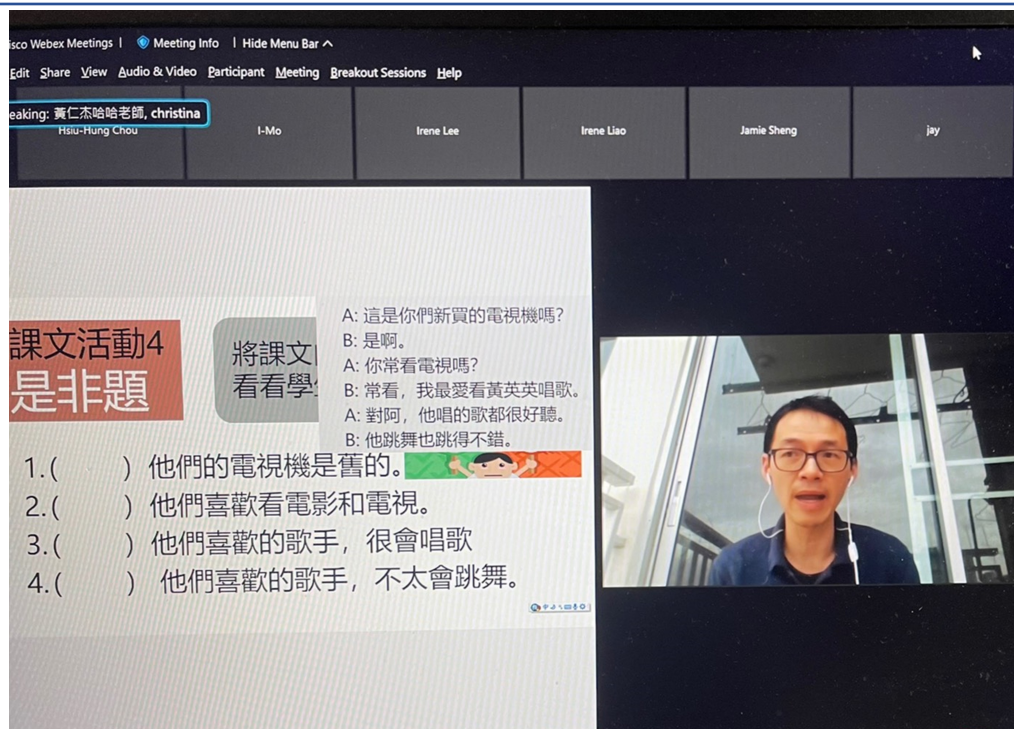 isco Webex Meetings | Meeting Info | Hide Menu Bar
Edit Share View Audio & Video Participant Meeting Breakout Sessions Help
eaking: 黃仁杰哈哈老師, christina
Hsiu-Hung Chou I-Mo Irene Lee Irene Liao Jamie Sheng jay
課文活動4
是非題
將課文
看看學
A: 這是你們新買的電視機嗎?
B: 是啊。
A: 你常看電視嗎?
B: 常看，我最愛看黃英英唱歌。
A: 對阿，他唱的歌都很好聽。
B: 他跳舞也跳得不錯。
1.( ) 他們的電視機是舊的。
2.( ) 他們喜歡看電影和電視。
3.( ) 他們喜歡的歌手，很會唱歌
4.( ) 他們喜歡的歌手，不太會跳舞。